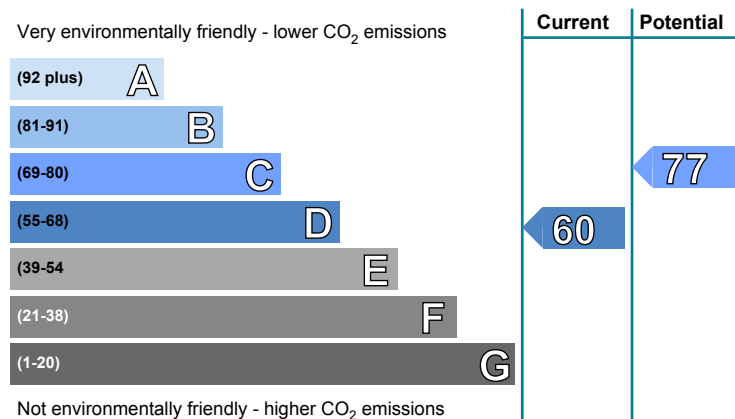 Very environmentally friendly - lower CO2 emissions
Current
Potential
(92 plus) A
(81-91) B
(69-80) C
77
(55-68) D
60
(39-54 E
(21-38) F
(1-20) G
Not environmentally friendly - higher CO2 emissions